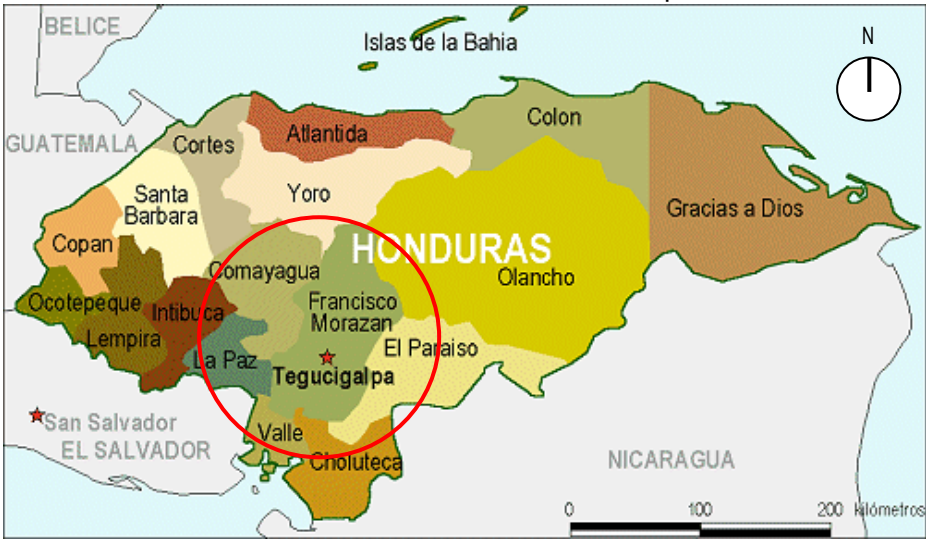 BELICE
Islas de la Bahia
N
GUATEMALA
Cortes
Atlantida
Colon
Santa
Barbara
Yoro
Gracias a Dios
Copan
HONDURAS
Comayagua
Olancho
Ocotepeque
Intibuca
Francisco
Morazan
Lempira
La Paz
El Paraiso
Tegucigalpa
San Salvador
EL SALVADOR
Valle
Choluteca
NICARAGUA
0 100 200 kilómetros